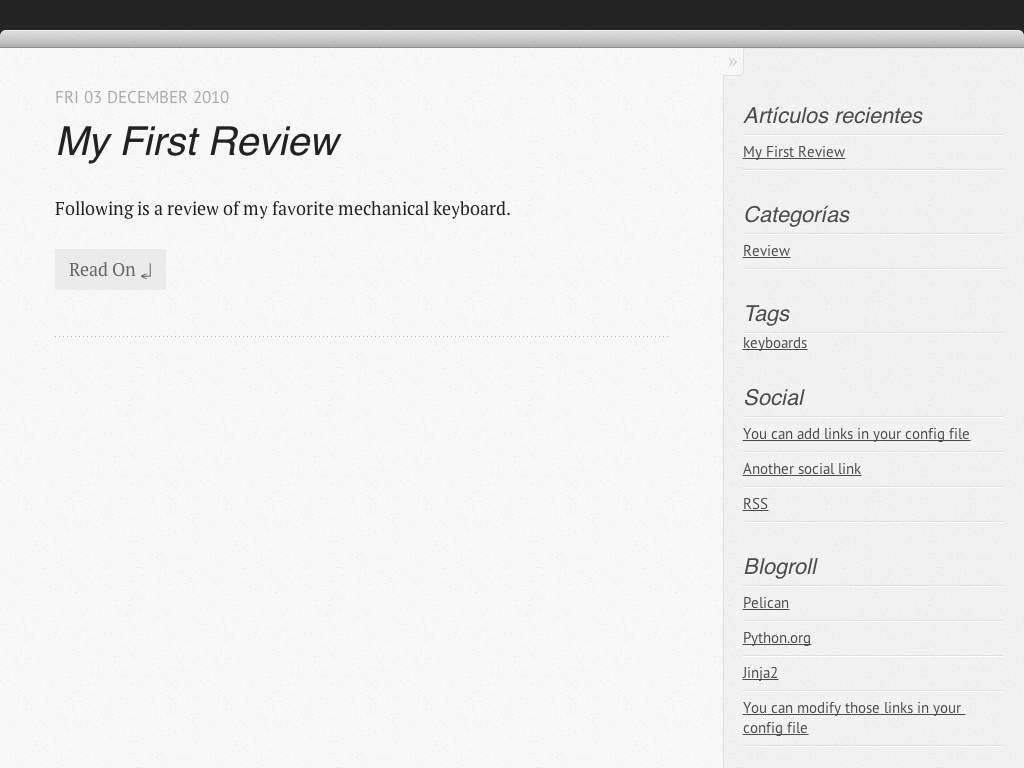 FRI 03 DECEMBER 2010
My First Review
Following is a review of my favorite mechanical keyboard.
Read On ↲
»
Artículos recientes
My First Review
Categorías
Review
Tags
keyboards
Social
You can add links in your config file
Another social link
RSS
Blogroll
Pelican
Python.org
Jinja2
You can modify those links in your
config file